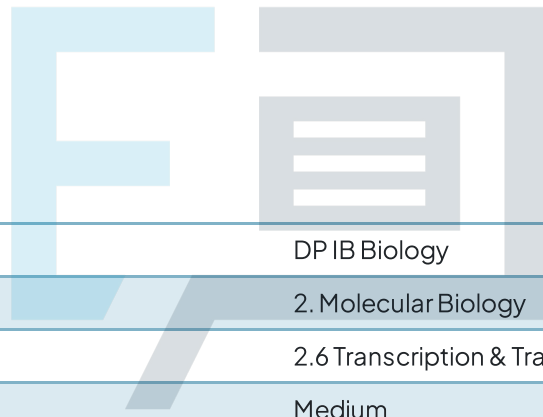 DP IB Biology
2. Molecular Biology
2.6 Transcription & Tra
Medium